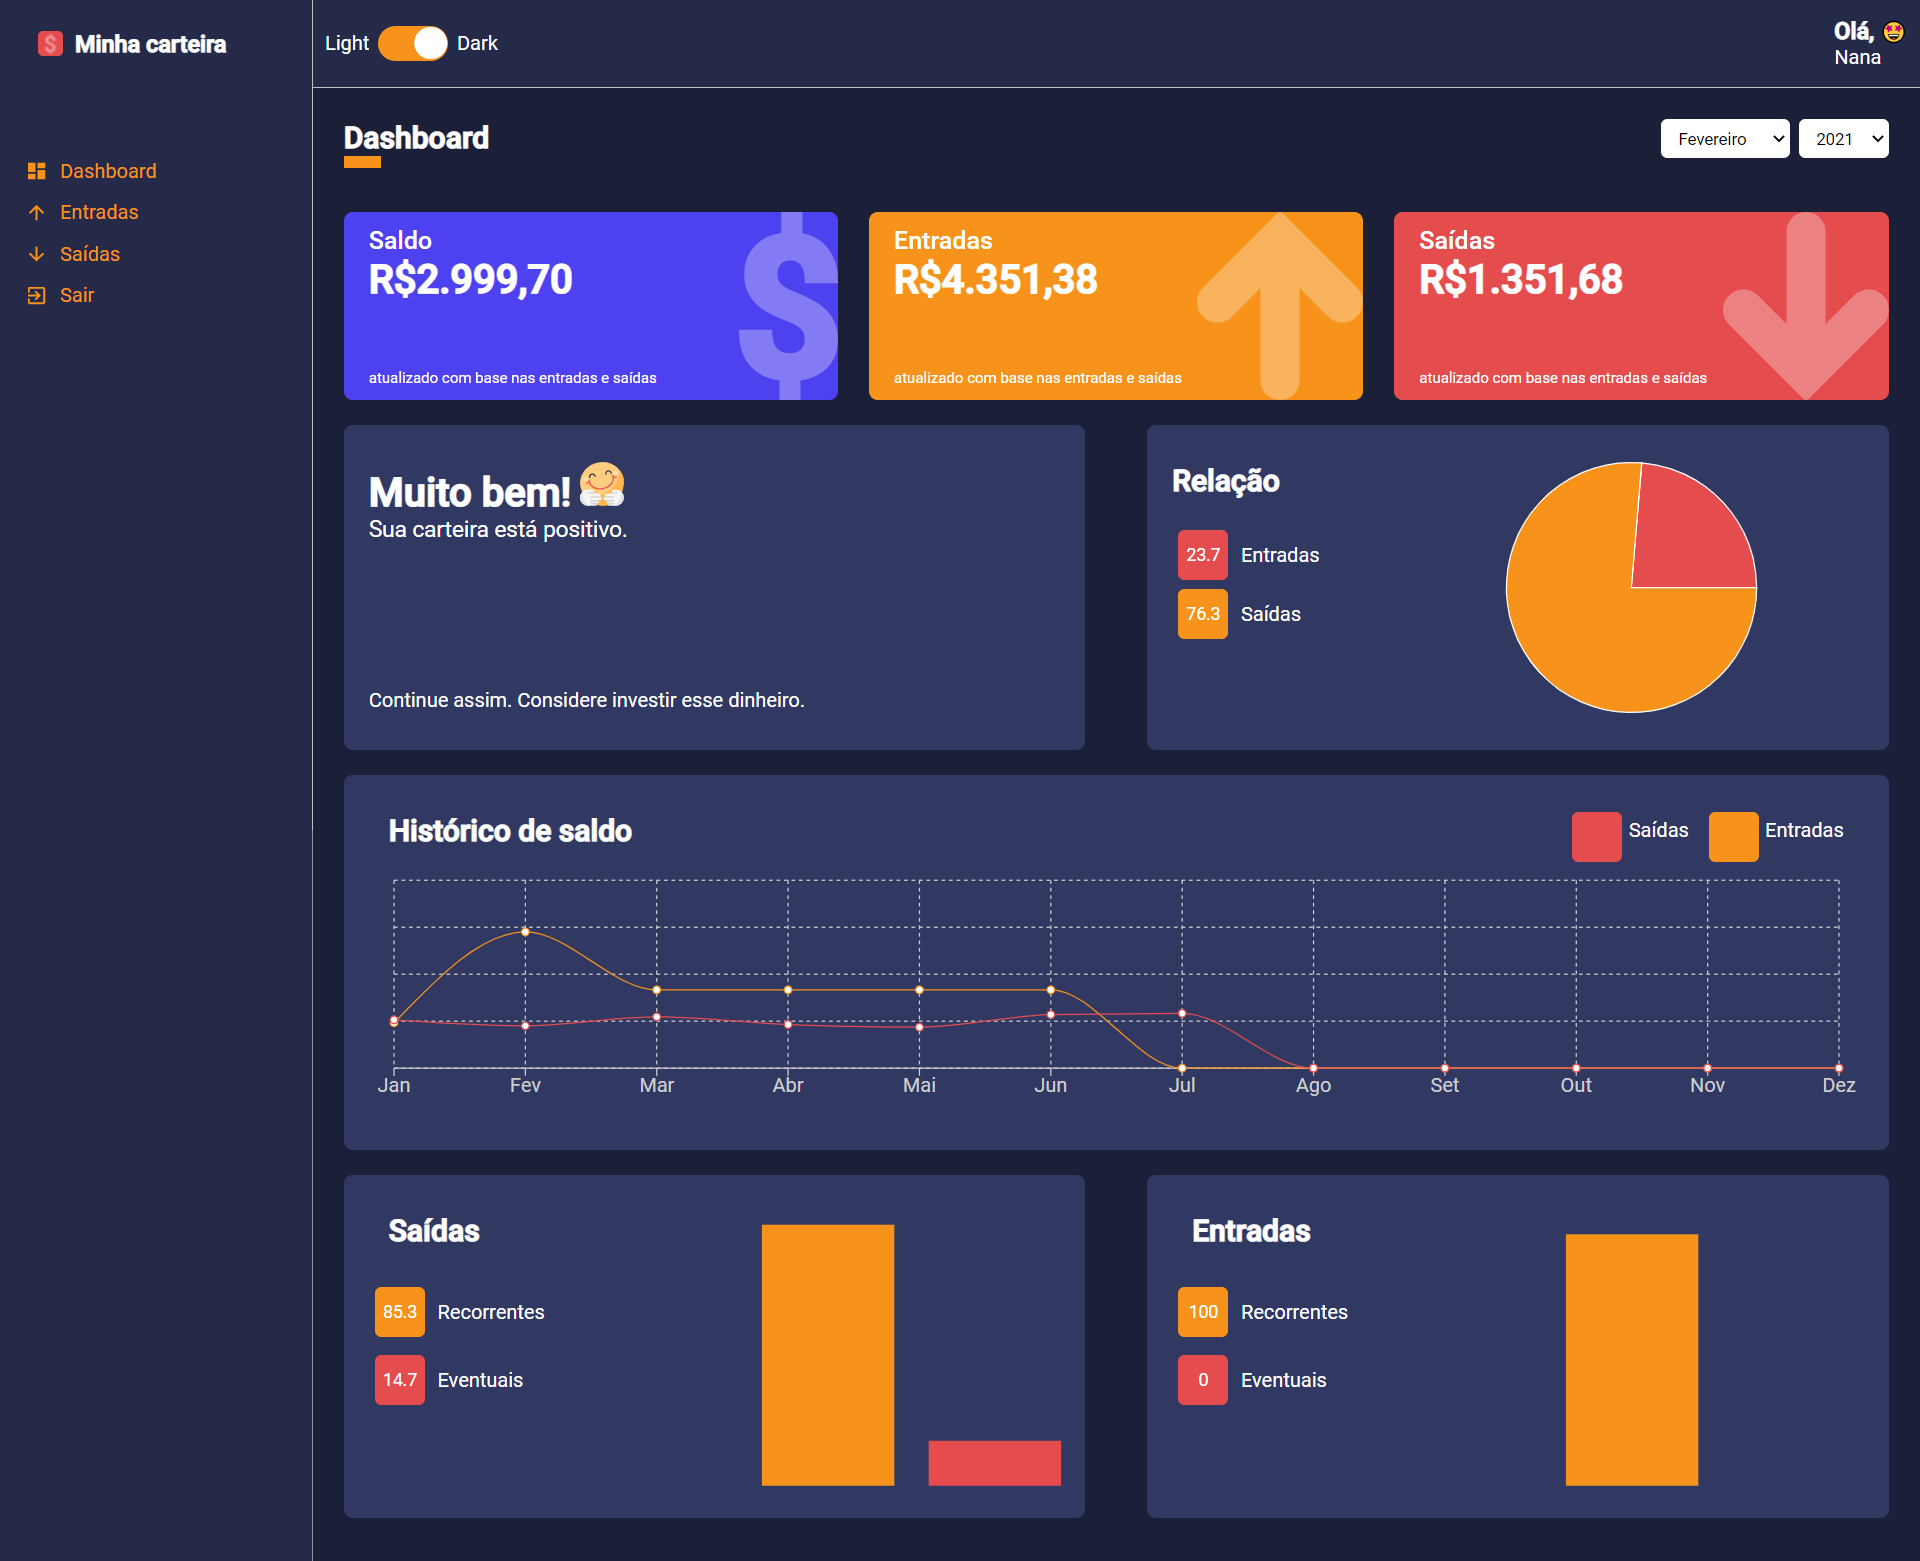 Minha carteira
Light Dark
Olá, 🤩
Nana
Dashboard
Entradas
Saídas
Sair
Dashboard
Fevereiro 2021
Saldo
R$2.999,70
atualizado com base nas entradas e saídas
Entradas
R$4.351,38
atualizado com base nas entradas e saídas
Saídas
R$1.351,68
atualizado com base nas entradas e saídas
Muito bem!
Sua carteira está positivo.
Continue assim. Considere investir esse dinheiro.
Relação
23.7 Entradas
76.3 Saídas
Histórico de saldo
Saídas Entradas
Jan Fev Mar Abr Mai Jun Jul Ago Set Out Nov Dez
Saídas
85.3 Recorrentes
14.7 Eventuais
Entradas
100 Recorrentes
0 Eventuais